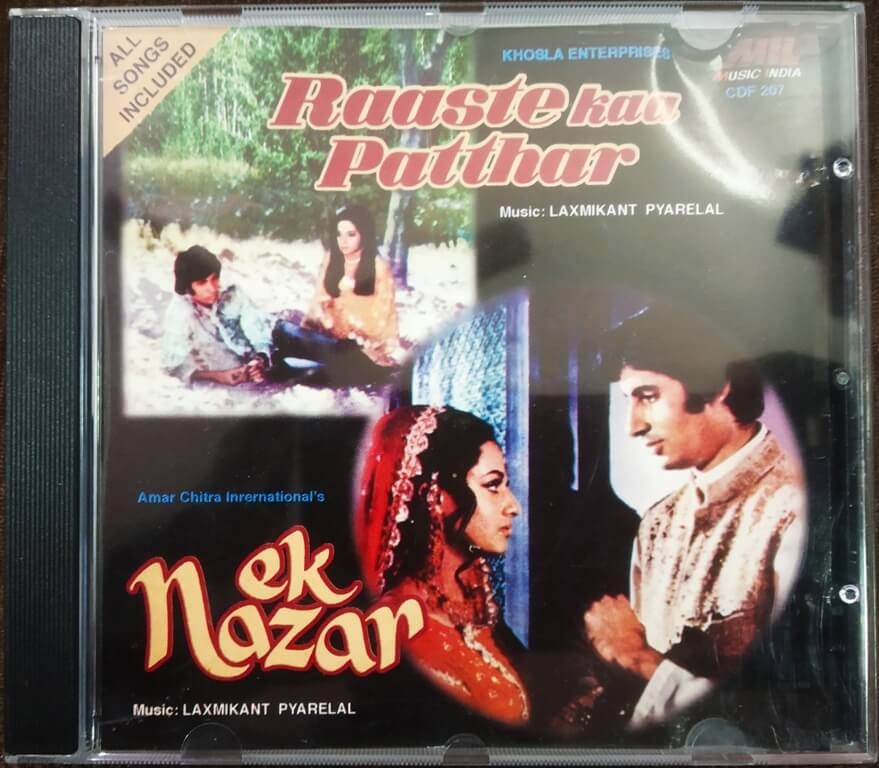 ALL
SONGS
INCLUDED
KHOSLA ENTERPRISES
MIL
MUSIC INDIA
CDF 207
Raaste kaa
Patthar
Music: LAXMIKANT PYARELAL
Amar Chitra Inrernational's
ek
Nazar
Music: LAXMIKANT PYARELAL